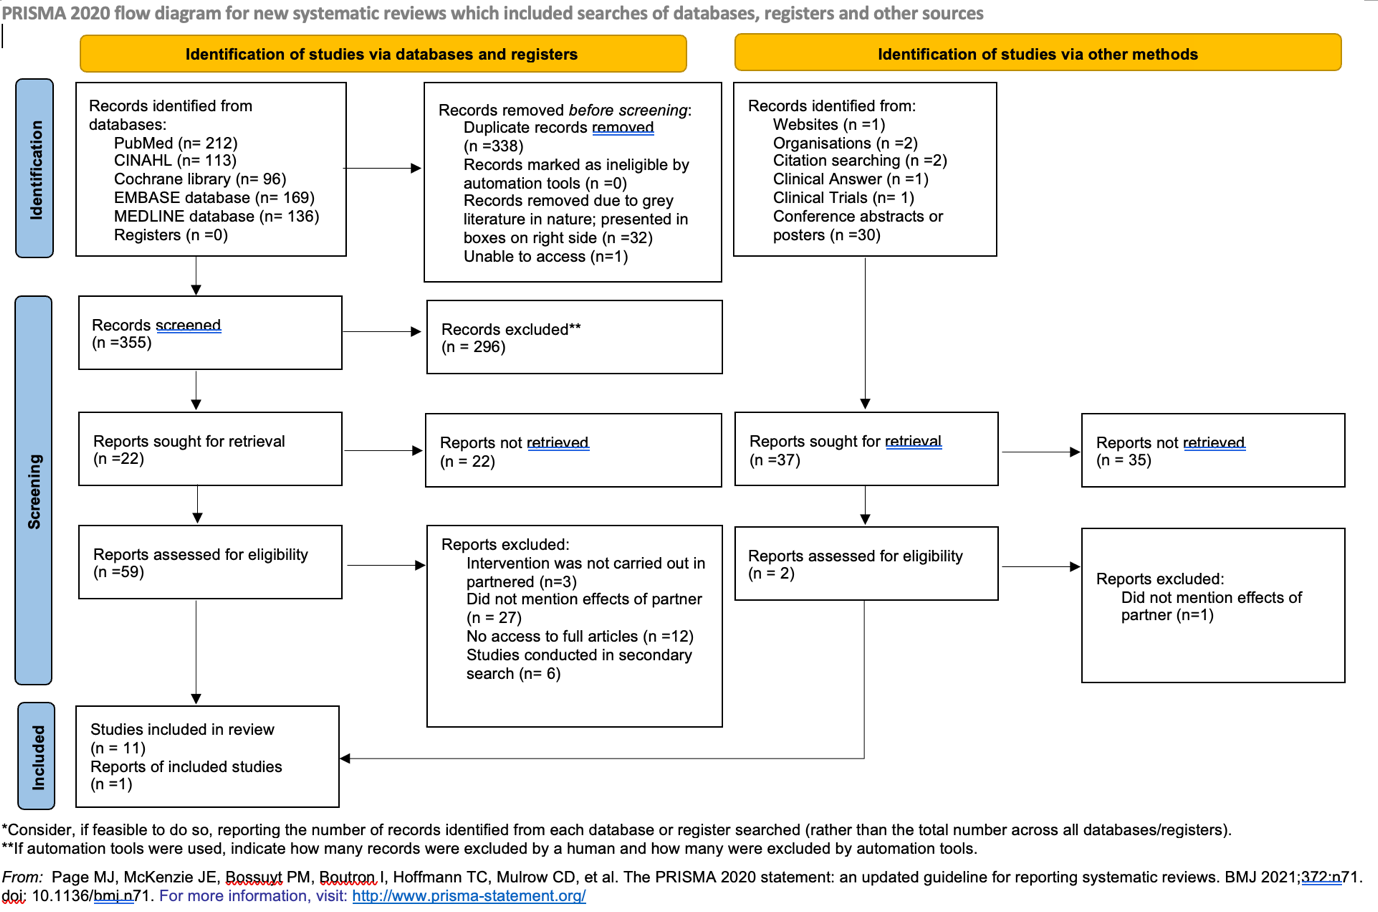 PRISMA 2020 flow diagram for new systematic reviews which included searches of databases, registers and other sources
Identification of studies via databases and registers
Identification of studies via other methods
Identification
Records identified from
databases:
PubMed (n= 212)
CINAHL (n= 113)
Cochrane library (n= 96)
EMBASE database (n= 169)
MEDLINE database (n= 136)
Registers (n =0)
Records removed before screening:
Duplicate records removed
(n =338)
Records marked as ineligible by
automation tools (n =0)
Records removed due to grey
literature in nature; presented in
boxes on right side (n =32)
Unable to access (n=1)
Records identified from:
Websites (n =1)
Organisations (n =2)
Citation searching (n =2)
Clinical Answer (n =1)
Clinical Trials (n= 1)
Conference abstracts or
posters (n =30)
Screening
Records screened
(n =355)
Records excluded**
(n = 296)
Reports sought for retrieval
(n =22)
Reports not retrieved
(n = 22)
Reports sought for retrieval
(n =37)
Reports not retrieved
(n = 35)
Reports assessed for eligibility
(n =59)
Reports excluded:
Intervention was not carried out in
partnered (n=3)
Did not mention effects of partner
(n = 27)
No access to full articles (n =12)
Studies conducted in secondary
search (n= 6)
Reports assessed for eligibility
(n = 2)
Reports excluded:
Did not mention effects of
partner (n=1)
Included
Studies included in review
(n = 11)
Reports of included studies
(n =1)
*Consider, if feasible to do so, reporting the number of records identified from each database or register searched (rather than the total number across all databases/registers).
**If automation tools were used, indicate how many records were excluded by a human and how many were excluded by automation tools.
From: Page MJ, McKenzie JE, Bossuyt PM, Boutron I, Hoffmann TC, Mulrow CD, et al. The PRISMA 2020 statement: an updated guideline for reporting systematic reviews. BMJ 2021;372:n71.
doi: 10.1136/bmj.n71. For more information, visit: http://www.prisma-statement.org/